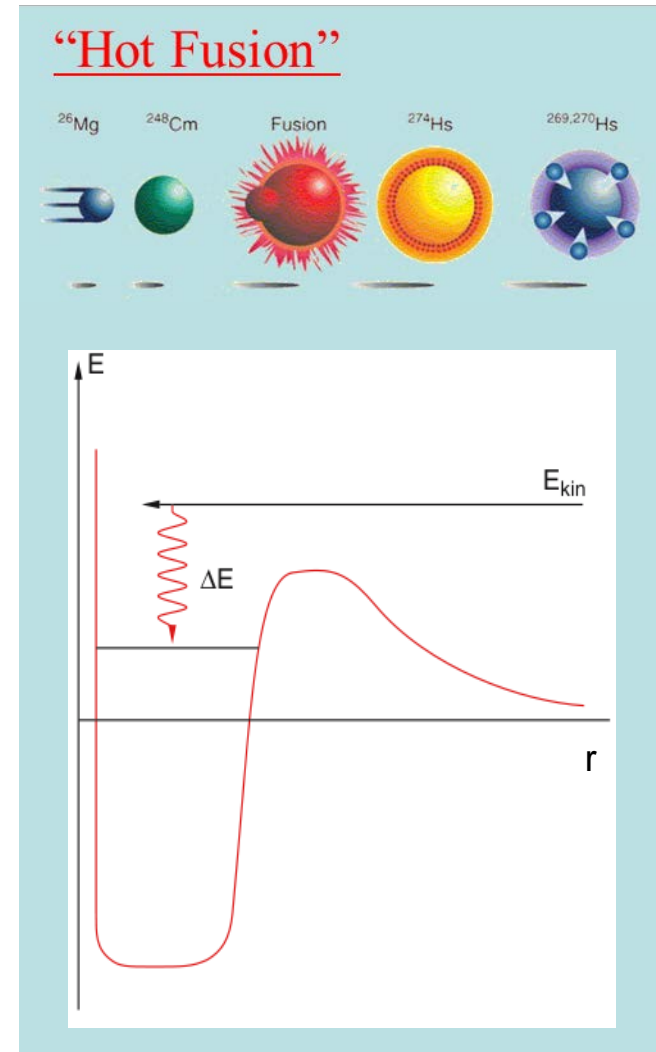 “Hot Fusion”
²⁶Mg ²⁴⁸Cm Fusion ²⁷⁴Hs ²⁶⁹,²⁷⁰Hs
E
Eₖᵢₙ
ΔE
r